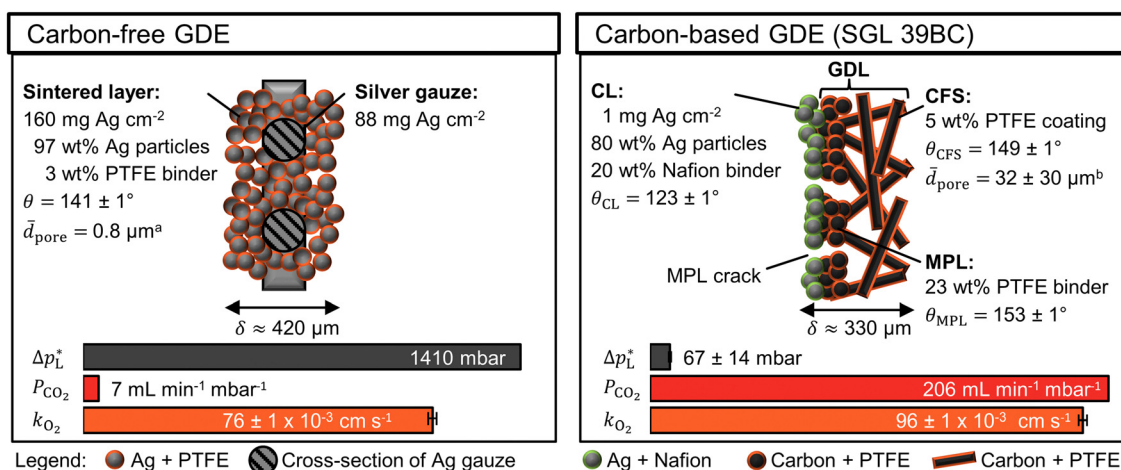 Carbon-free GDE
Sintered layer:
160 mg Ag cm⁻²
97 wt% Ag particles
3 wt% PTFE binder
θ = 141 ± 1°
d̄pore = 0.8 µmᵃ
Silver gauze:
88 mg Ag cm⁻²
δ ≈ 420 µm
Δp*L 1410 mbar
PCO₂ 7 mL min⁻¹ mbar⁻¹
kO₂ 76 ± 1 x 10⁻³ cm s⁻¹
Carbon-based GDE (SGL 39BC)
GDL
CL:
1 mg Ag cm⁻²
80 wt% Ag particles
20 wt% Nafion binder
θCL = 123 ± 1°
CFS:
5 wt% PTFE coating
θCFS = 149 ± 1°
d̄pore = 32 ± 30 µmᵇ
MPL crack
MPL:
23 wt% PTFE binder
θMPL = 153 ± 1°
δ ≈ 330 µm
Δp*L 67 ± 14 mbar
PCO₂ 206 mL min⁻¹ mbar⁻¹
kO₂ 96 ± 1 x 10⁻³ cm s⁻¹
Legend: Ag + PTFE Cross-section of Ag gauze Ag + Nafion Carbon + PTFE Carbon + PTFE